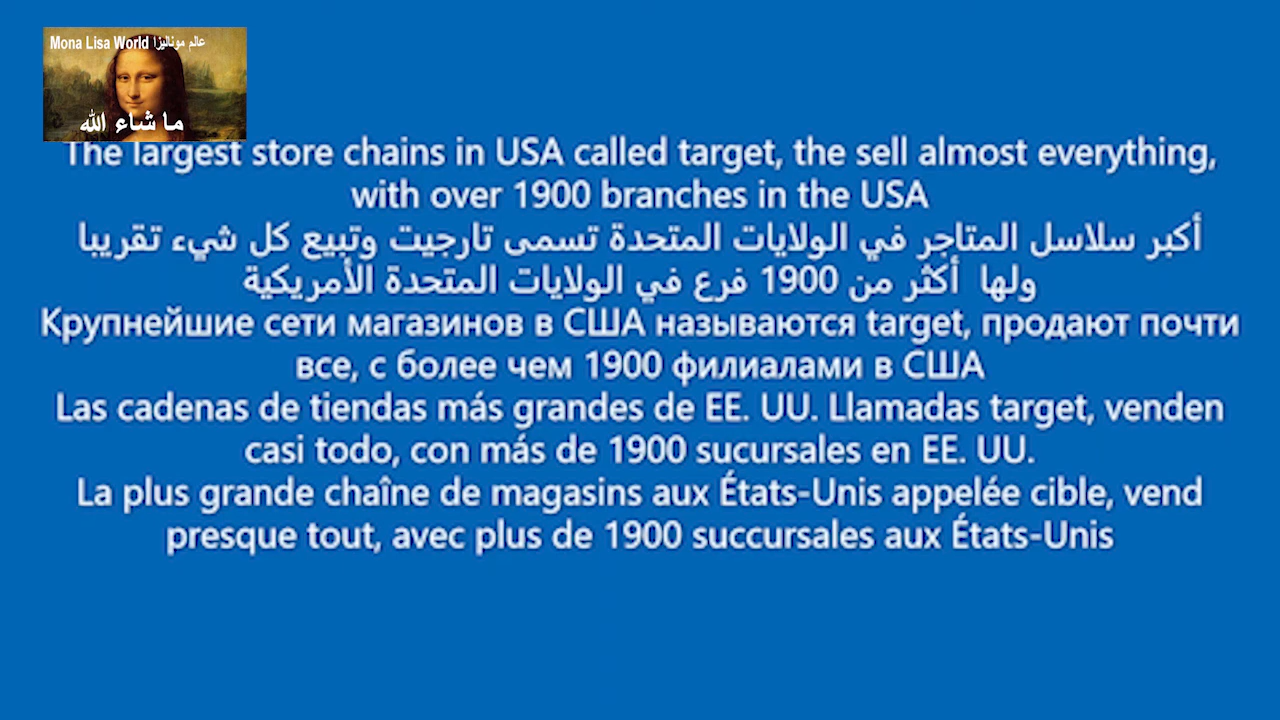 Mona Lisa World عالم موناليزا
ما شاء الله
The largest store chains in USA called target, the sell almost everything,
with over 1900 branches in the USA
أكبر سلاسل المتاجر في الولايات المتحدة تسمى تارجيت وتبيع كل شيء تقريبا
ولها أكثر من 1900 فرع في الولايات المتحدة الأمريكية
Крупнейшие сети магазинов в США называются target, продают почти
все, с более чем 1900 филиалами в США
Las cadenas de tiendas más grandes de EE. UU. Llamadas target, venden
casi todo, con más de 1900 sucursales en EE. UU.
La plus grande chaîne de magasins aux États-Unis appelée cible, vend
presque tout, avec plus de 1900 succursales aux États-Unis